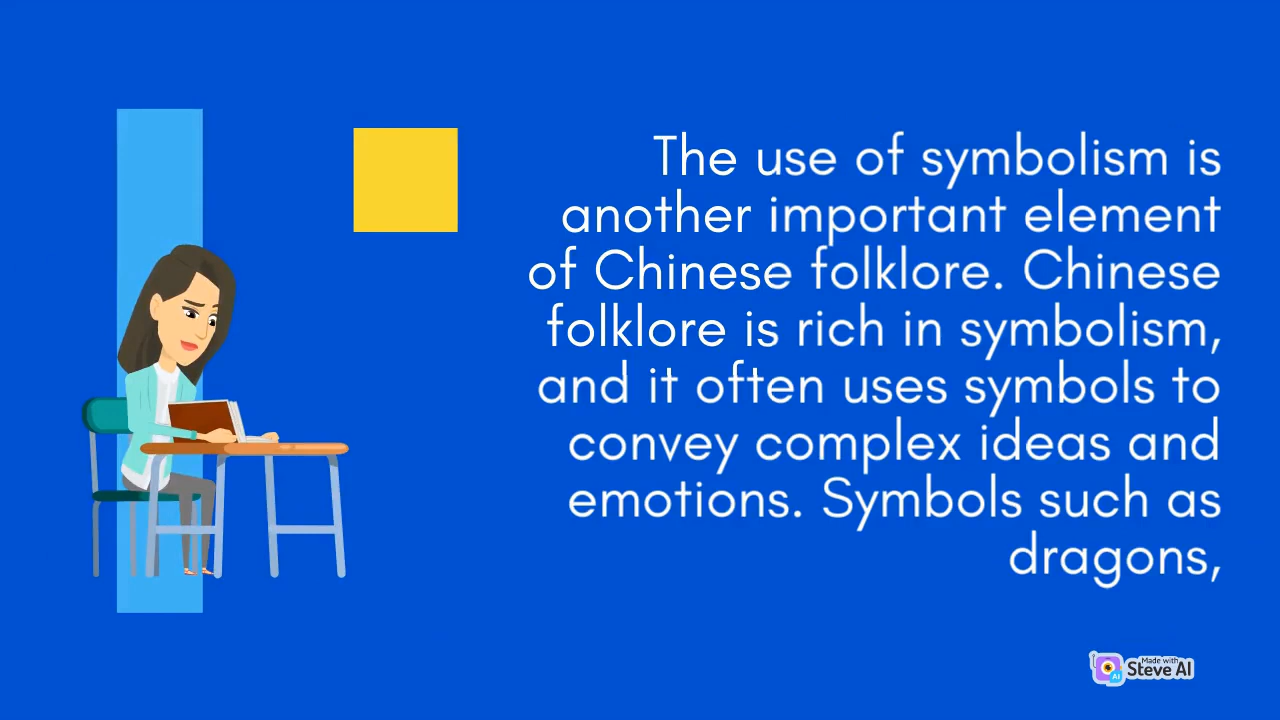 The use of symbolism is
another important element
of Chinese folklore. Chinese
folklore is rich in symbolism,
and it often uses symbols to
convey complex ideas and
emotions. Symbols such as
dragons,
Made with
Steve AI
AI